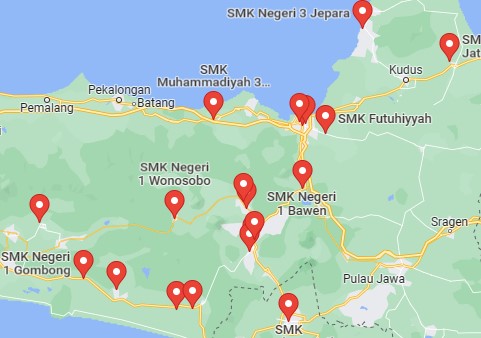 SMK Negeri 3 Jepara
SM
Jat
Kudus
SMK
Muhammadiyah 3...
Pekalongan
Batang
Pemalang
SMK Futuhiyyah
SMK Negeri
1 Wonosobo
SMK Negeri
1 Bawen
Sragen
SMK Negeri
1 Gombong
Pulau Jawa
SMK